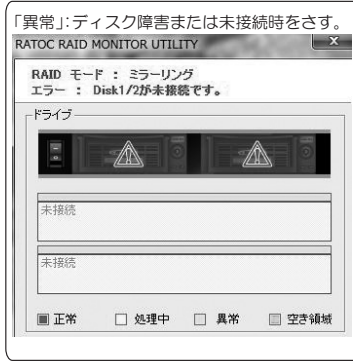 「異常」:ディスク障害または未接続時をさす。
RATOC RAID MONITOR UTILITY
RAID モード : ミラーリング
エラー : Disk1/2が未接続です。
ドライブ
未接続
未接続
正常 処理中 異常 空き領域